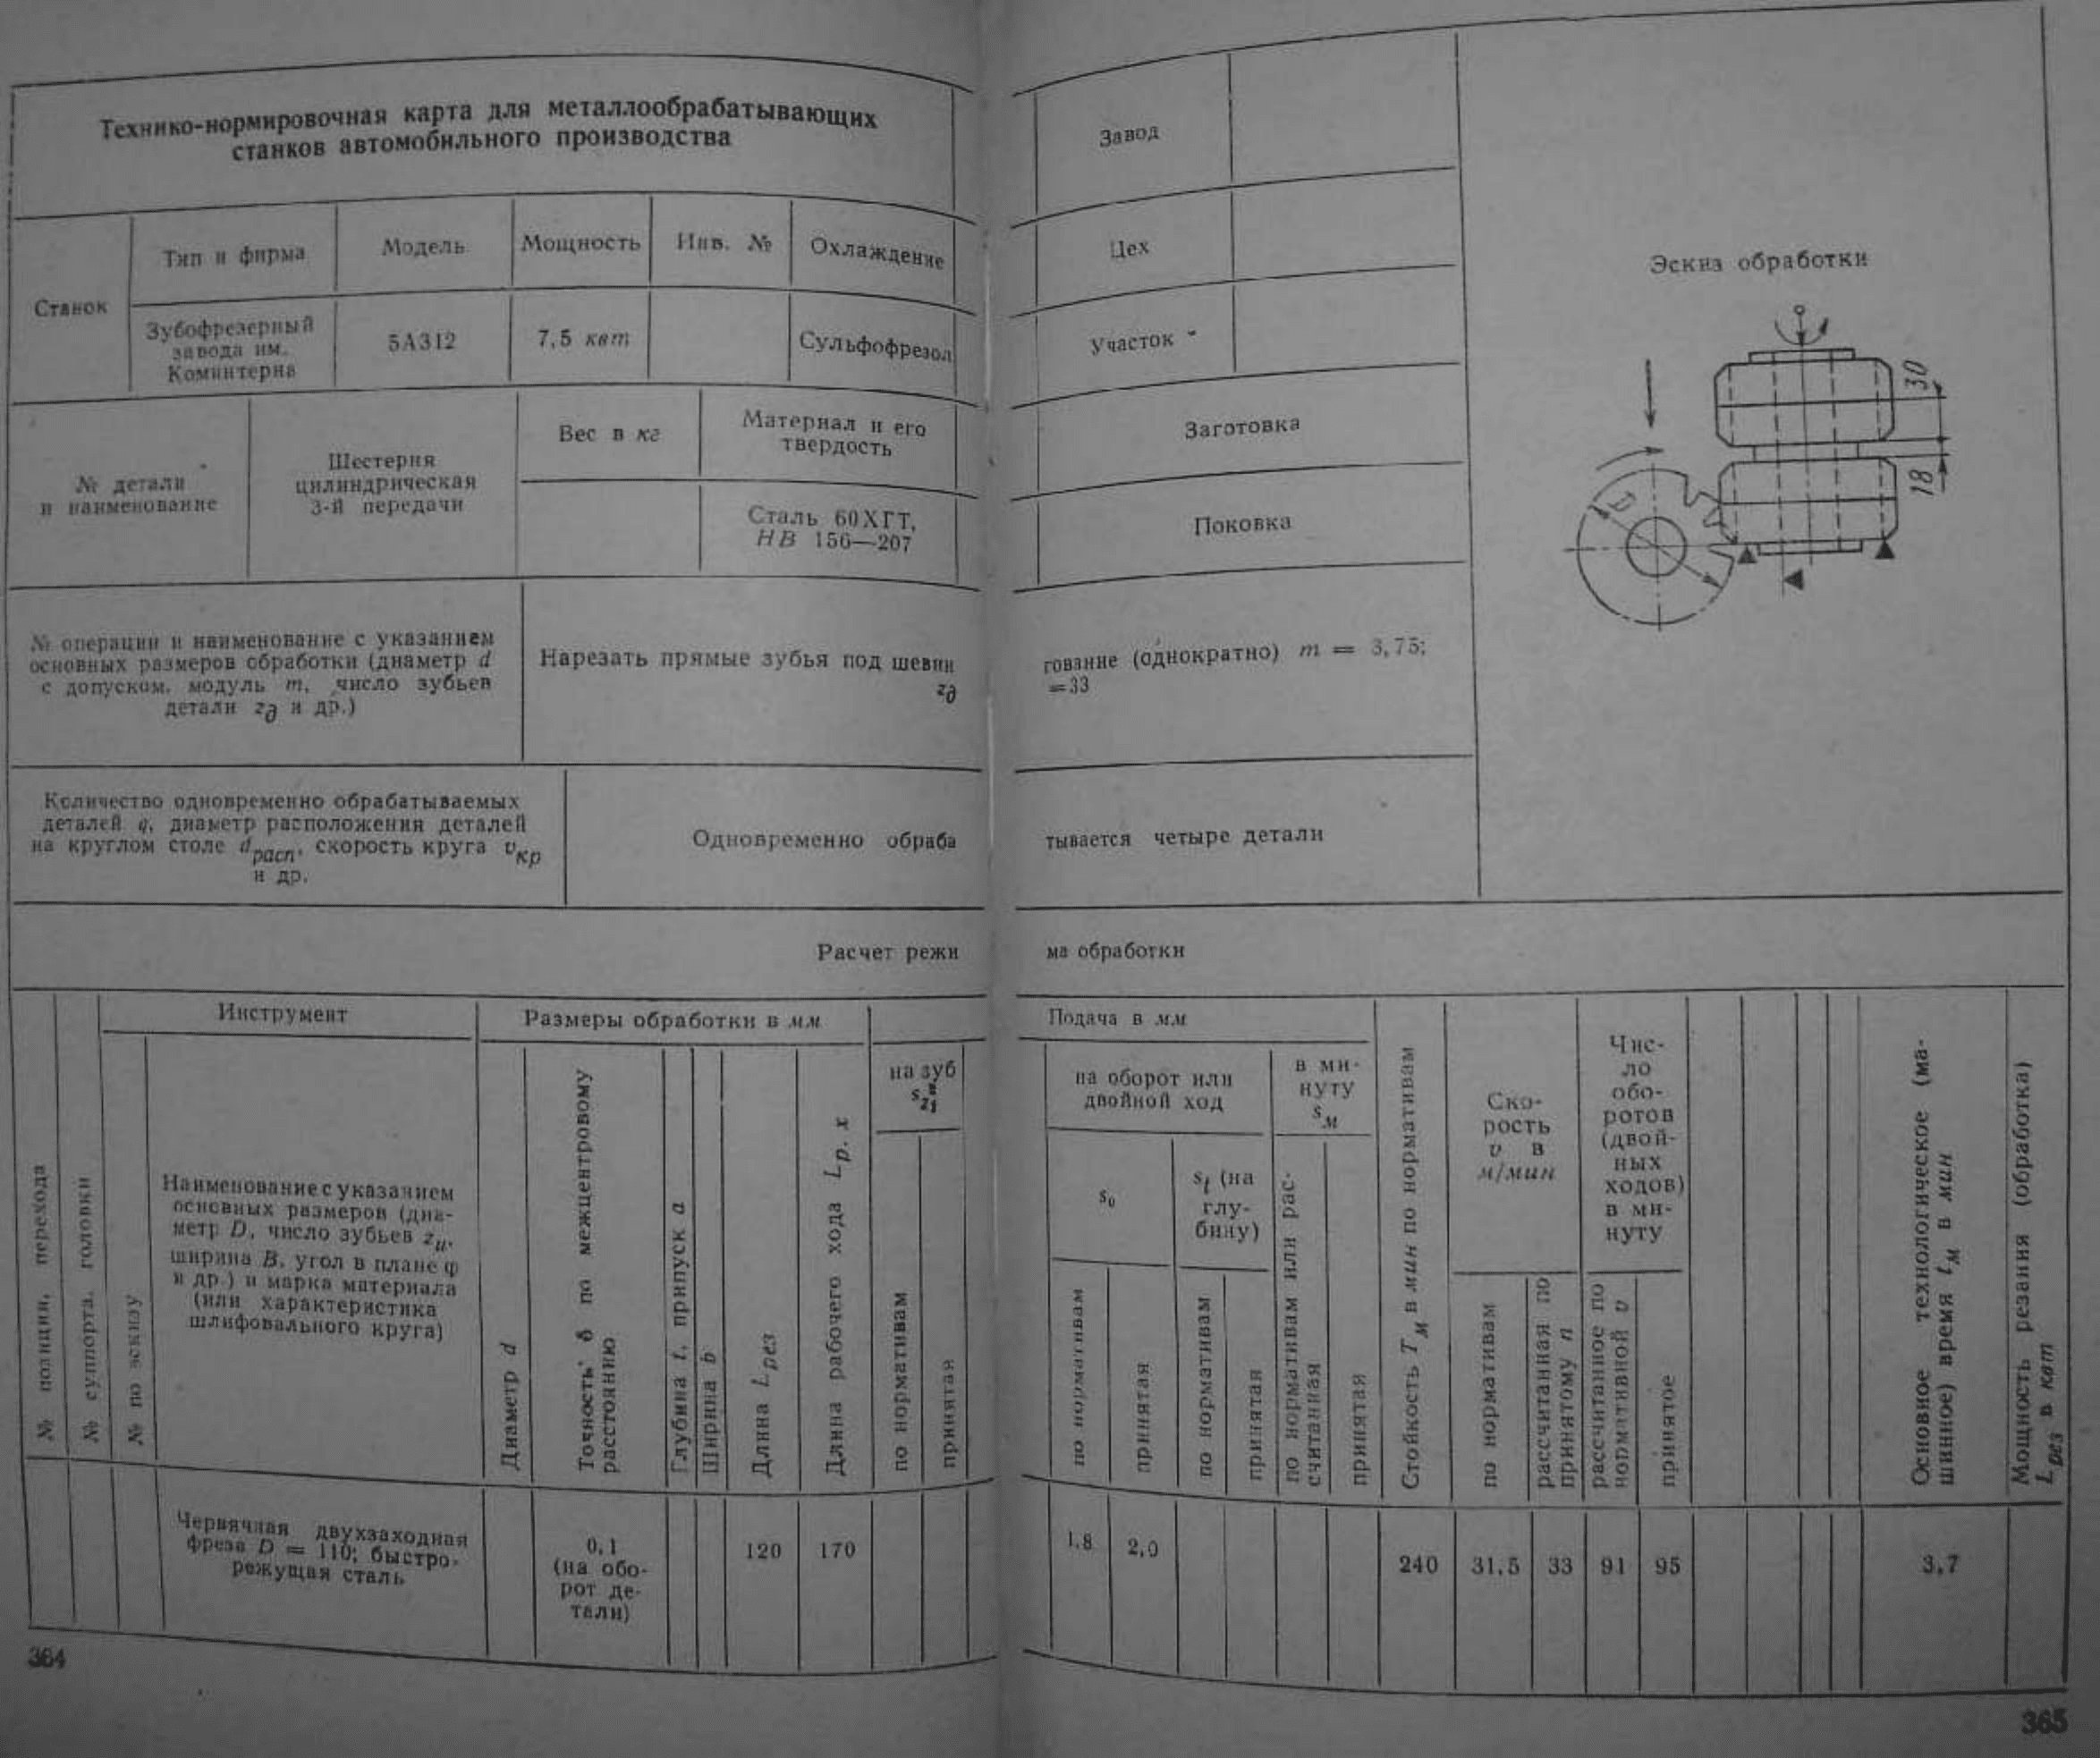 Технико-нормировочная карта для металлообрабатывающих
станков автомобильного производства
Станок
Тип и фирма
Модель
Мощность
Инв. №
Охлаждение
Зубофрезерный
завода им.
Коминтерна
5А312
7,5 квт
Сульфофрезол
№ детали
и наименование
Шестерня
цилиндрическая
3-й передачи
Вес в кг
Материал и его
твердость
Сталь 60ХГТ,
НВ 156—207
№ операции и наименование с указанием
основных размеров обработки (диаметр d
с допуском, модуль m, число зубьев
детали zд и др.)
Нарезать прямые зубья под шевин
zд
Количество одновременно обрабатываемых
деталей q, диаметр расположения деталей
на круглом столе dрасп, скорость круга vкр
и др.
Одновременно обраба
Расчет режи
Инструмент
Размеры обработки в мм
№ позиции, перехода
№ суппорта, головки
№ по эскизу
Наименование с указанием
основных размеров (диа-
метр D, число зубьев zи,
ширина B, угол в плане φ
и др.) и марка материала
(или характеристика
шлифовального круга)
Диаметр d
Точность δ по межцентровому
расстоянию
Глубина t, припуск a
Ширина b
Длина Lрез
Длина рабочего хода Lр. х
на зуб
по нормативам
принятая
Червячная двухзаходная
фреза D = 110; быстро-
режущая сталь
0,1
(на обо-
рот де-
тали)
120
170
364
Завод
Цех
Участок
Заготовка
Поковка
Эскиз обработки
30
18
D
гование (однократно) m = 3,75;
=33
тывается четыре детали
ма обработки
Подача в мм
на оборот или
двойной ход
в ми-
нуту
sм
s0
st (на
глу-
бину)
по нормативам
принятая
по нормативам
принятая
по нормативам или рас-
считанная
принятая
Стойкость Tм в мин по нормативам
Ско-
рость
v в
м/мин
по нормативам
рассчитанная по
принятому n
Чис-
ло
обо-
ротов
(двой-
ных
ходов)
в ми-
нуту
рассчитанное по
нормативной v
принятое
Основное технологическое (ма-
шинное) время tм в мин
Мощность резания (обработка)
Lрез в квт
1,8
2,0
240
31,5
33
91
95
3,7
365